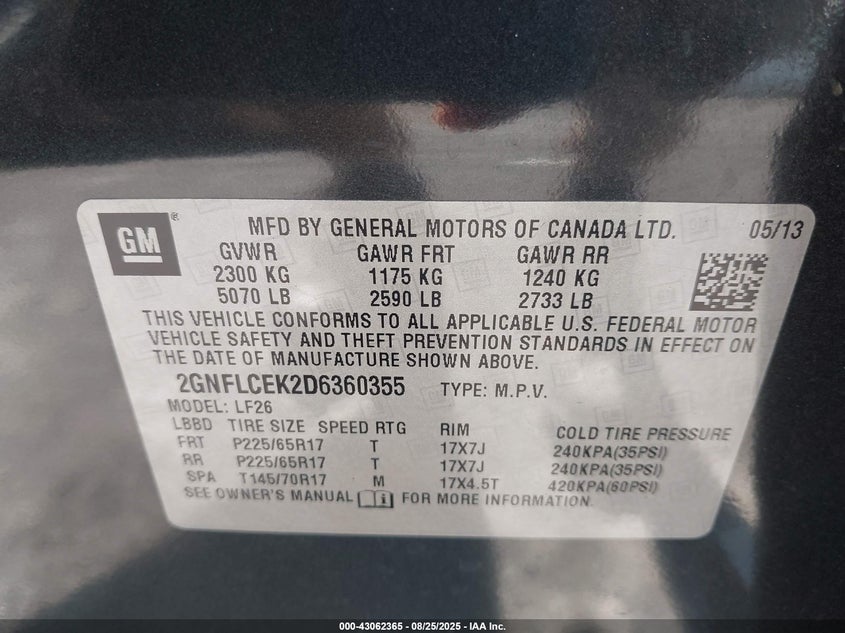 GM ®
MFD BY GENERAL MOTORS OF CANADA LTD. 05/13
GVWR GAWR FRT GAWR RR
2300 KG 1175 KG 1240 KG
5070 LB 2590 LB 2733 LB
THIS VEHICLE CONFORMS TO ALL APPLICABLE U.S. FEDERAL MOTOR
VEHICLE SAFETY AND THEFT PREVENTION STANDARDS IN EFFECT ON
THE DATE OF MANUFACTURE SHOWN ABOVE.
2GNFLCEK2D6360355 TYPE: M.P.V.
MODEL: LF26
LBBD TIRE SIZE SPEED RTG RIM COLD TIRE PRESSURE
FRT P225/65R17 T 17X7J 240KPA(35PSI)
RR P225/65R17 T 17X7J 240KPA(35PSI)
SPA T145/70R17 M 17X4.5T 420KPA(60PSI)
SEE OWNER'S MANUAL FOR MORE INFORMATION.
000-43062365 - 08/25/2025 - IAA Inc.